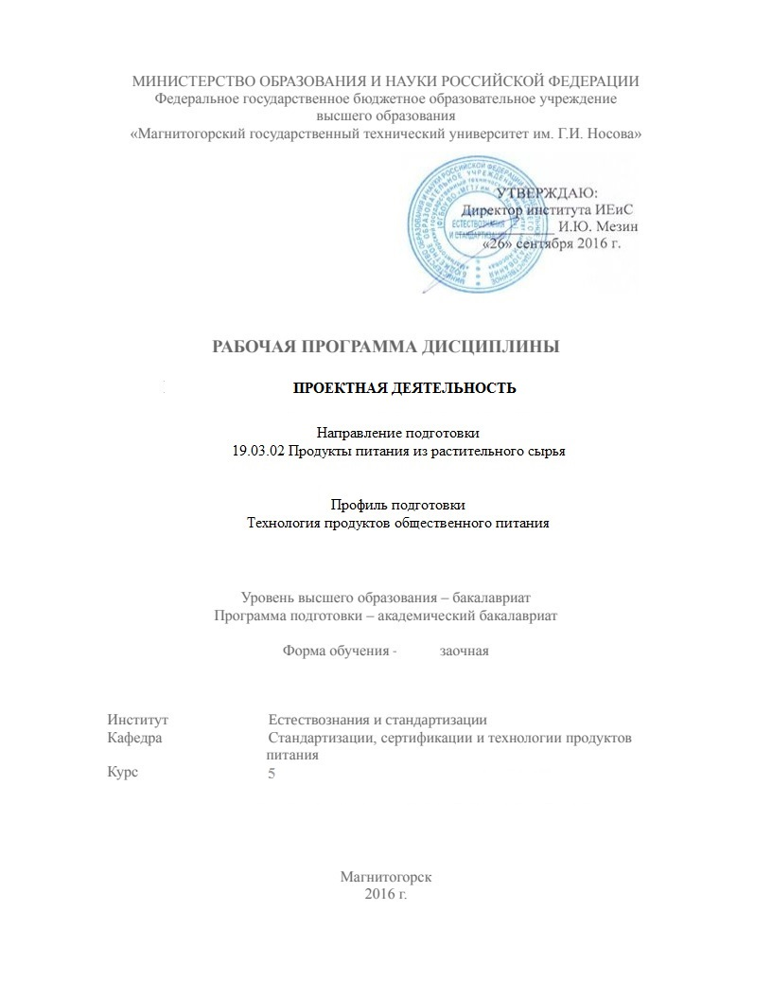 МИНИСТЕРСТВО ОБРАЗОВАНИЯ И НАУКИ РОССИЙСКОЙ ФЕДЕРАЦИИ
Федеральное государственное бюджетное образовательное учреждение
высшего образования
«Магнитогорский государственный технический университет им. Г.И. Носова»
УТВЕРЖДАЮ:
Директор института ИЕиС
И.Ю. Мезин
«26» сентября 2016 г.
ЕСТЕСТВОЗНАНИЯ
И СТАНДАРТИЗАЦИИ
РАБОЧАЯ ПРОГРАММА ДИСЦИПЛИНЫ
ПРОЕКТНАЯ ДЕЯТЕЛЬНОСТЬ
Направление подготовки
19.03.02 Продукты питания из растительного сырья
Профиль подготовки
Технология продуктов общественного питания
Уровень высшего образования – бакалавриат
Программа подготовки – академический бакалавриат
Форма обучения - заочная
Институт Естествознания и стандартизации
Кафедра Стандартизации, сертификации и технологии продуктов
питания
Курс 5
Магнитогорск
2016 г.